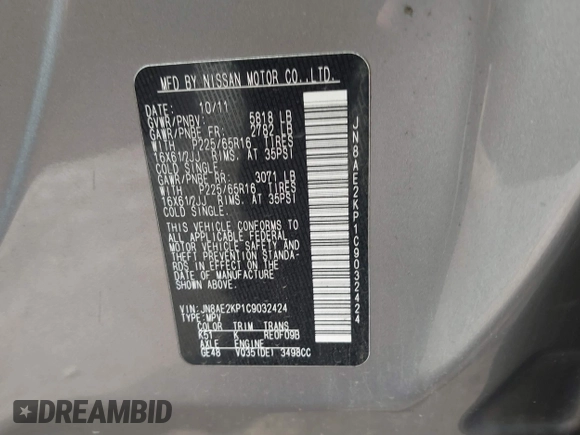 MFD BY NISSAN MOTOR CO.,LTD.
10/11
GVWR/PNBV: 5818 LB
GAWR/PNBE FR: 2782 LB
WITH P225/65R16 TIRES
16X61/2JJ RIMS, AT 35PSI
COLD SINGLE.
GAWR/PNBE RR: 3071 LB
WITH P225/65R16 TIRES
16X61/2JJ RIMS, AT 35PSI
COLD SINGLE.
THIS VEHICLE CONFORMS TO
ALL APPLICABLE FEDERAL
MOTOR VEHICLE SAFETY AND
THEFT PREVENTION STANDA-
RDS IN EFFECT ON THE
DATE OF MANUFACTURE
SHOWN ABOVE.
VIN:JN8AE2KP1C9032424
TYPE:MPV
COLOR TRIM TRANS
K51 K RE0F09B
AXLE ENGINE
GE48 VQ35(DE) 3498CC
JN8AE2KP1C9032424
DREAMBID